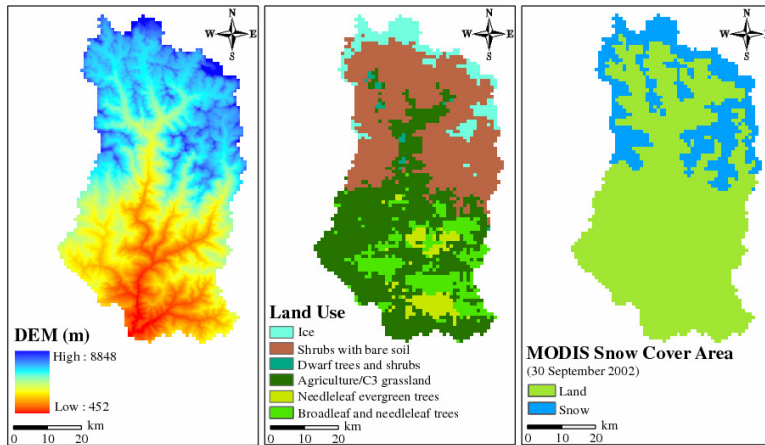 N
W E
S
DEM (m)
High : 8848
Low : 452
km
0 10 20
N
W E
S
Land Use
Ice
Shrubs with bare soil
Dwarf trees and shrubs
Agriculture/C3 grassland
Needleleaf evergreen trees
Broadleaf and needleleaf trees
km
0 10 20
N
W E
S
MODIS Snow Cover Area
(30 September 2002)
Land
Snow
km
0 10 20